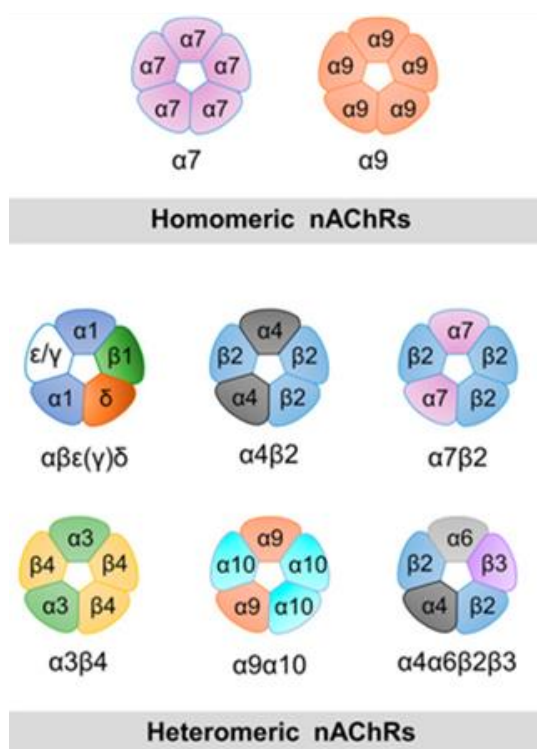 α7
α7 α7
α7 α7
α7
α9
α9 α9
α9 α9
α9
Homomeric nAChRs
α1
ε/γ β1
α1 δ
αβε(γ)δ
α4
β2 β2
α4 β2
α4β2
α7
β2 β2
α7 β2
α7β2
α3
β4 β4
α3 β4
α3β4
α9
α10 α10
α9 α10
α9α10
α6
β2 β3
α4 β2
α4α6β2β3
Heteromeric nAChRs